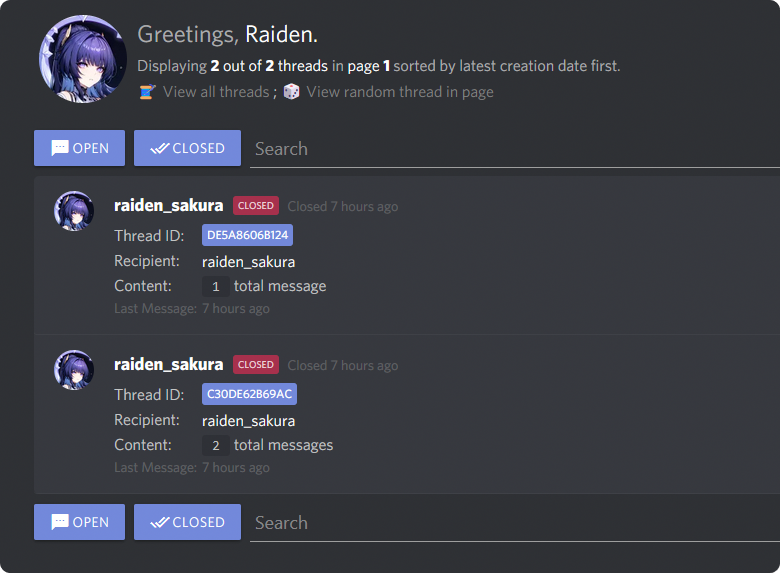 Greetings, Raiden.
Displaying 2 out of 2 threads in page 1 sorted by latest creation date first.
View all threads ; View random thread in page
OPEN CLOSED Search
raiden_sakura CLOSED Closed 7 hours ago
Thread ID: DE5A8606B124
Recipient: raiden_sakura
Content: 1 total message
Last Message: 7 hours ago
raiden_sakura CLOSED Closed 7 hours ago
Thread ID: C30DE62B69AC
Recipient: raiden_sakura
Content: 2 total messages
Last Message: 7 hours ago
OPEN CLOSED Search